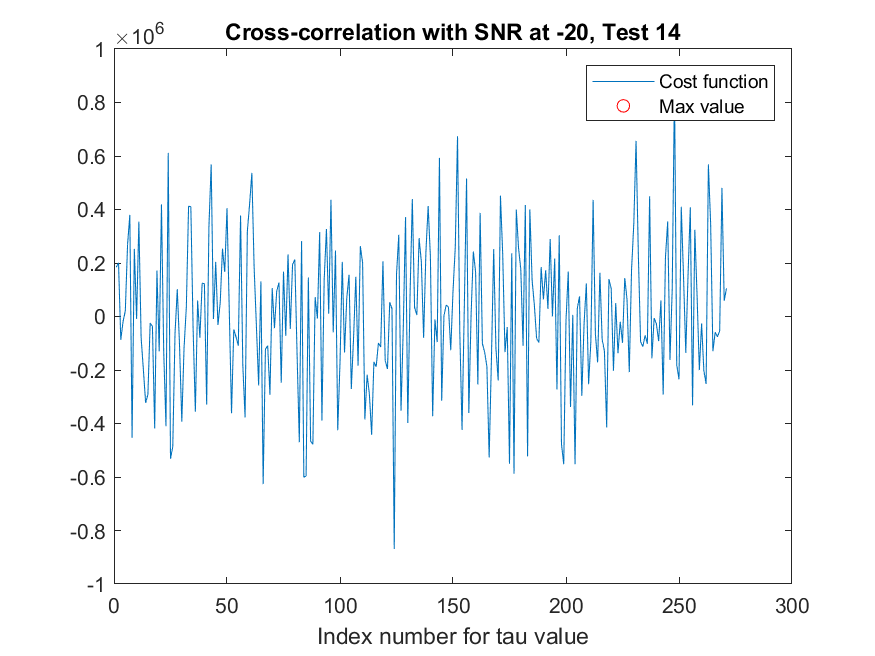 Cross-correlation with SNR at -20, Test 14
×10⁶
1
0.8
0.6
0.4
0.2
0
-0.2
-0.4
-0.6
-0.8
-1
Cost function
Max value
0 50 100 150 200 250 300
Index number for tau value